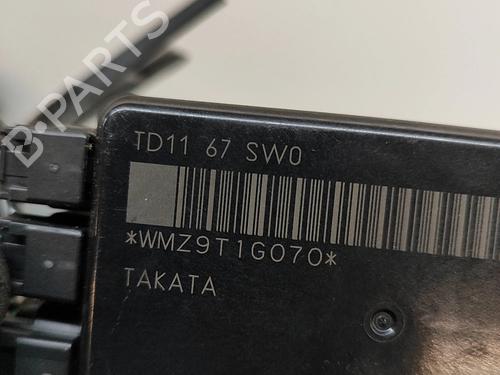 B-PARTS
TD11 67 SW0
*WMZ9T1G070*
TAKATA